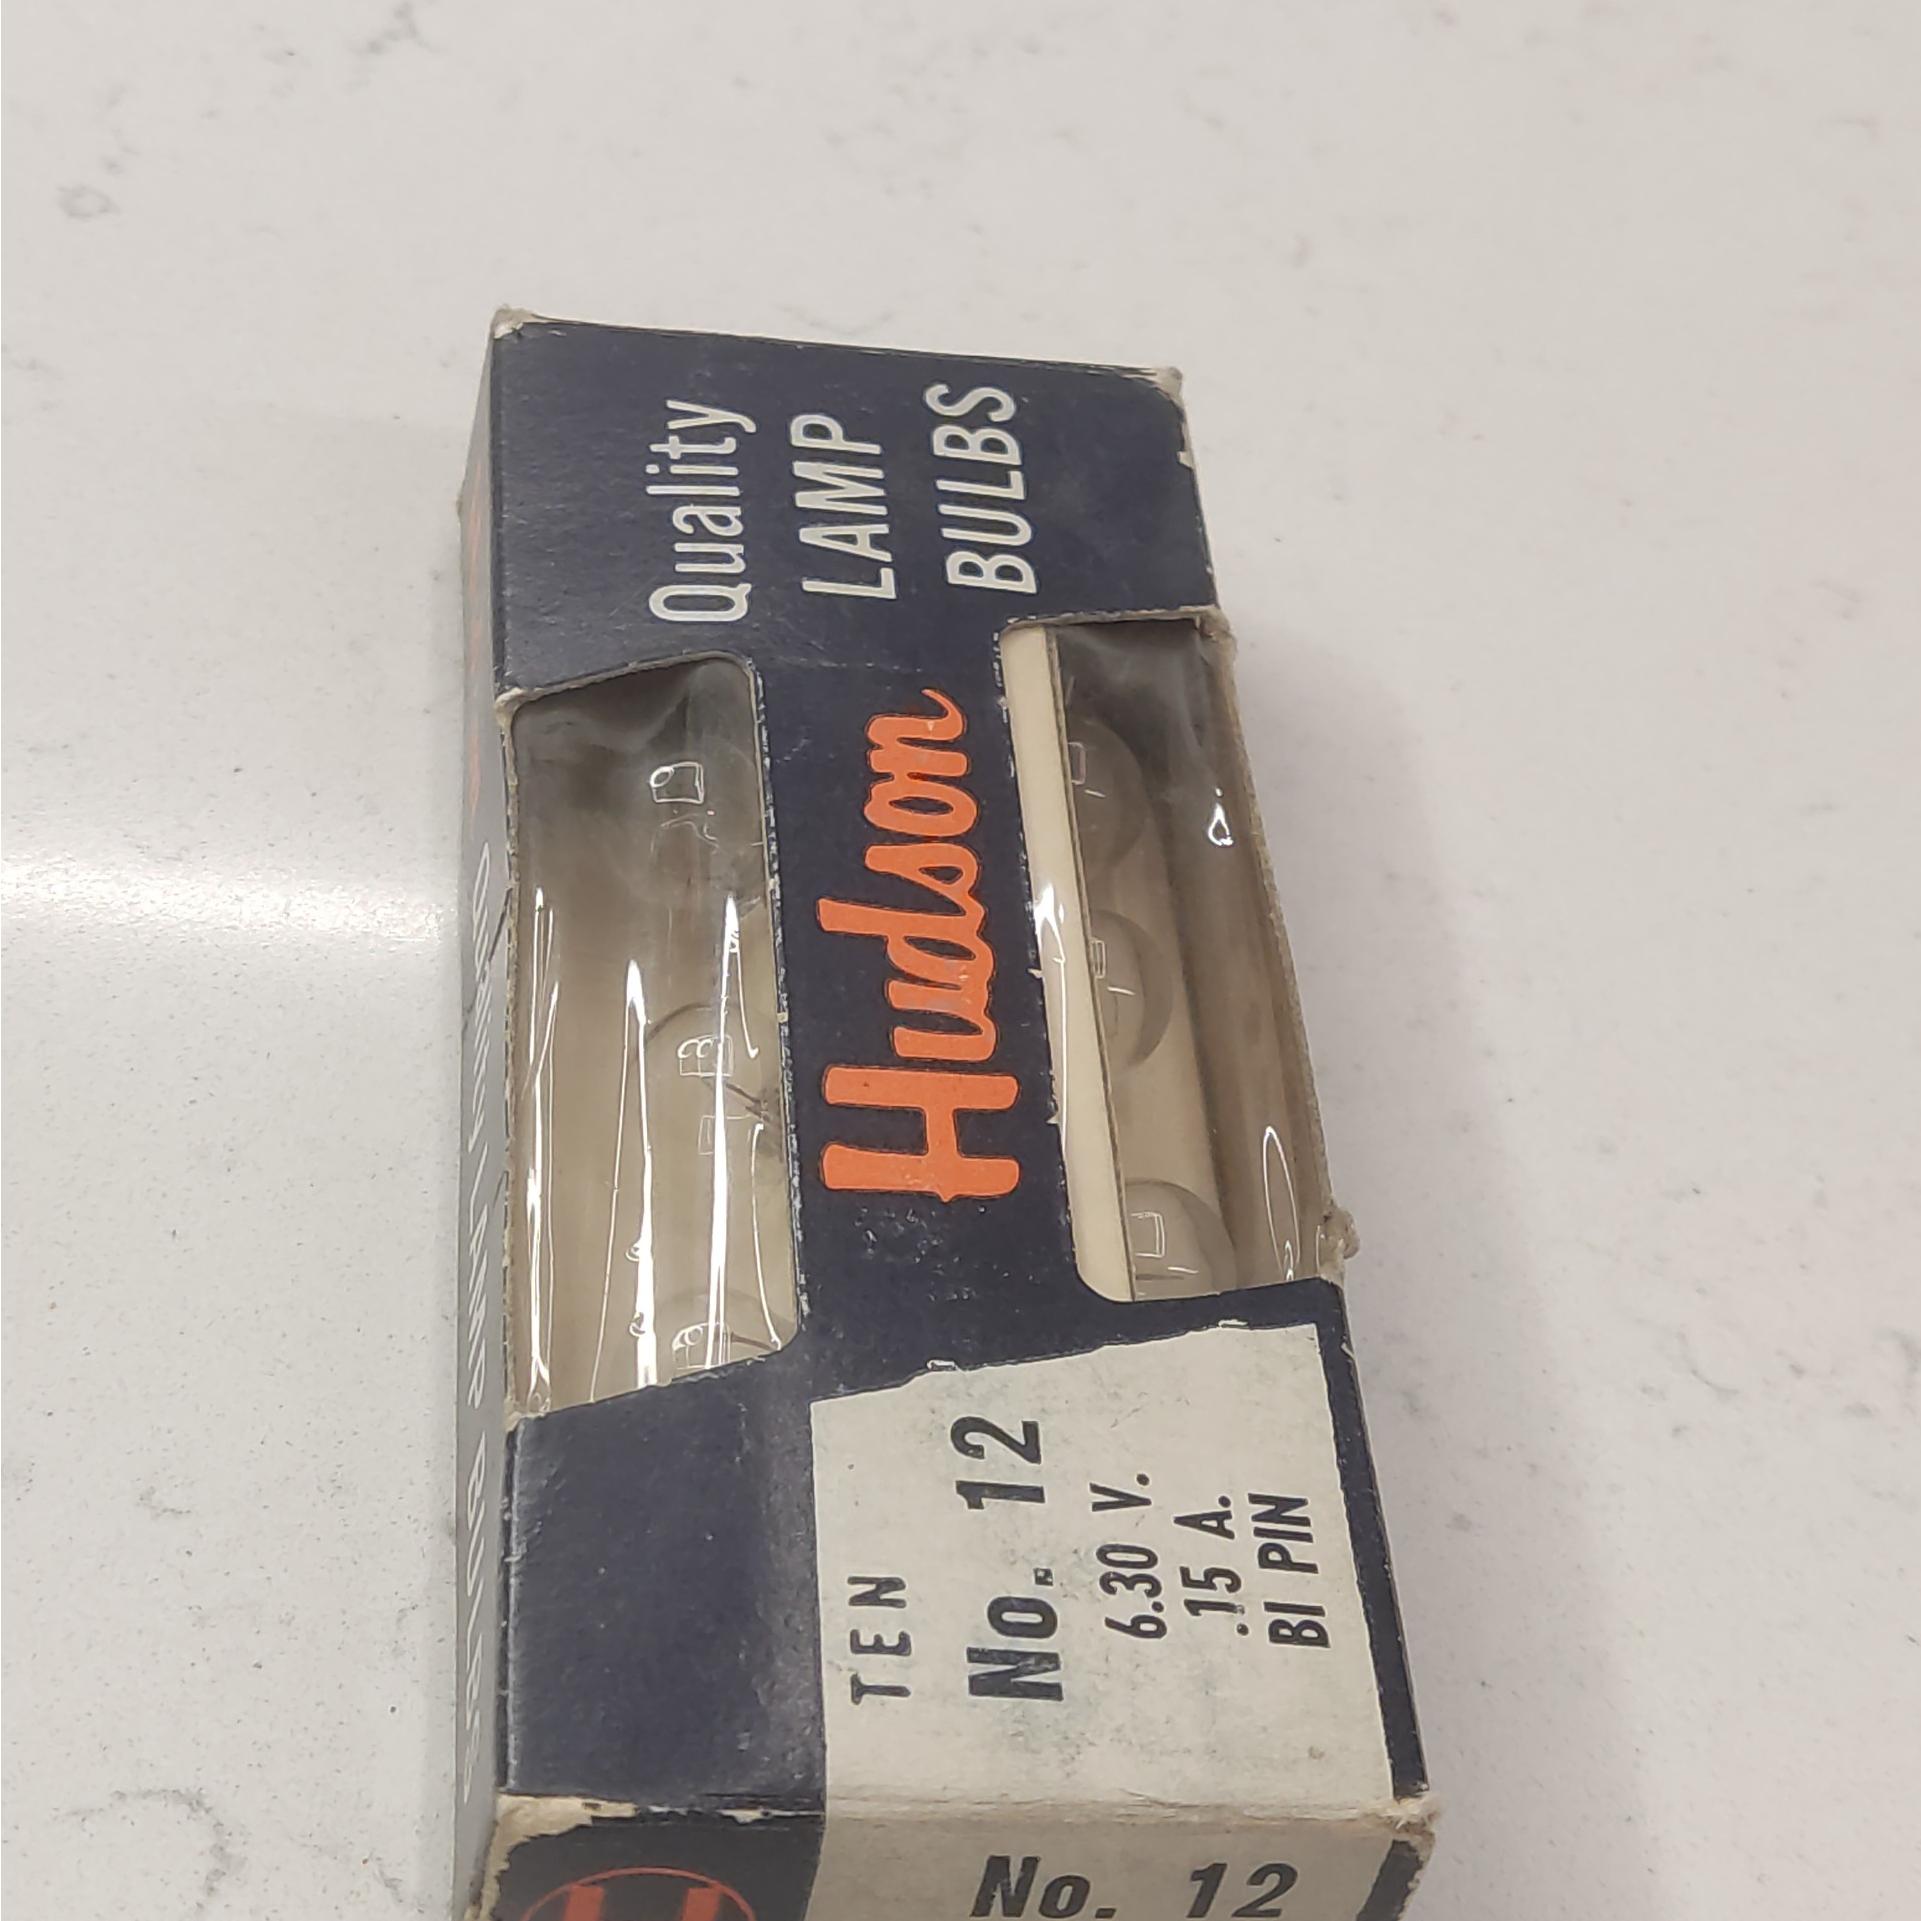 Quality
LAMP
BULBS
Hudson
TEN
No. 12
6.30 V.
.15 A.
BI PIN
No. 12
H